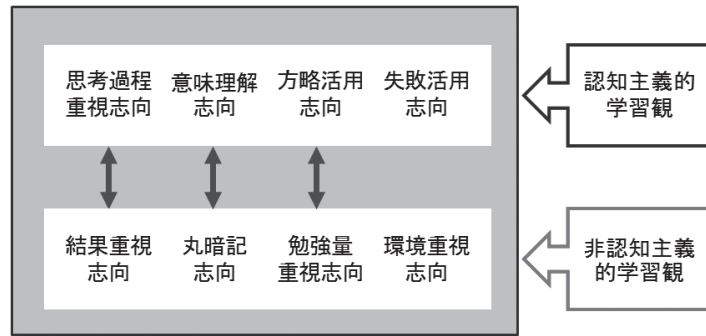 思考過程
重視志向
意味理解
志向
方略活用
志向
失敗活用
志向
認知主義的
学習観
結果重視
志向
丸暗記
志向
勉強量
重視志向
環境重視
志向
非認知主義
的学習観